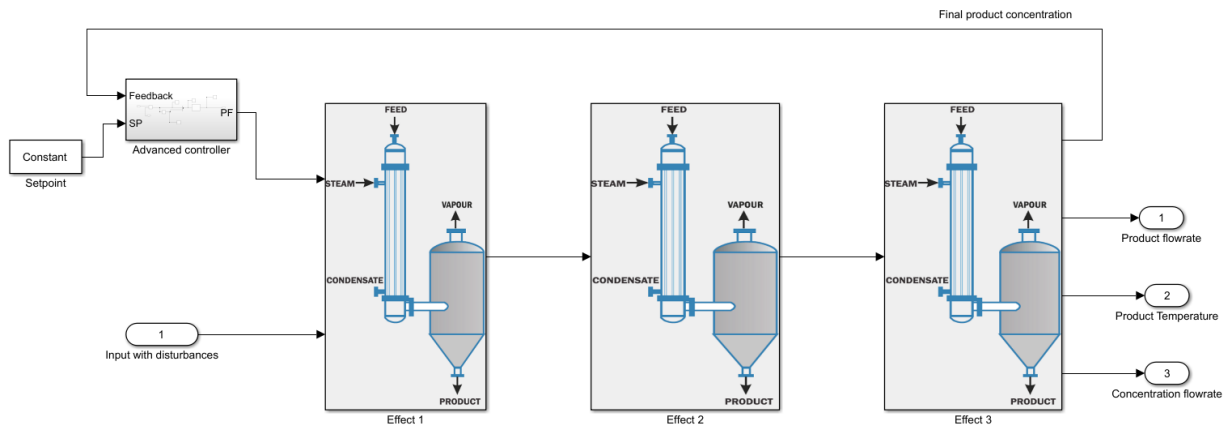 Final product concentration
Feedback
SP
PF
Advanced controller
Constant
Setpoint
1
Input with disturbances
FEED
STEAM
VAPOUR
CONDENSATE
PRODUCT
Effect 1
FEED
STEAM
VAPOUR
CONDENSATE
PRODUCT
Effect 2
FEED
STEAM
VAPOUR
CONDENSATE
PRODUCT
Effect 3
1
Product flowrate
2
Product Temperature
3
Concentration flowrate